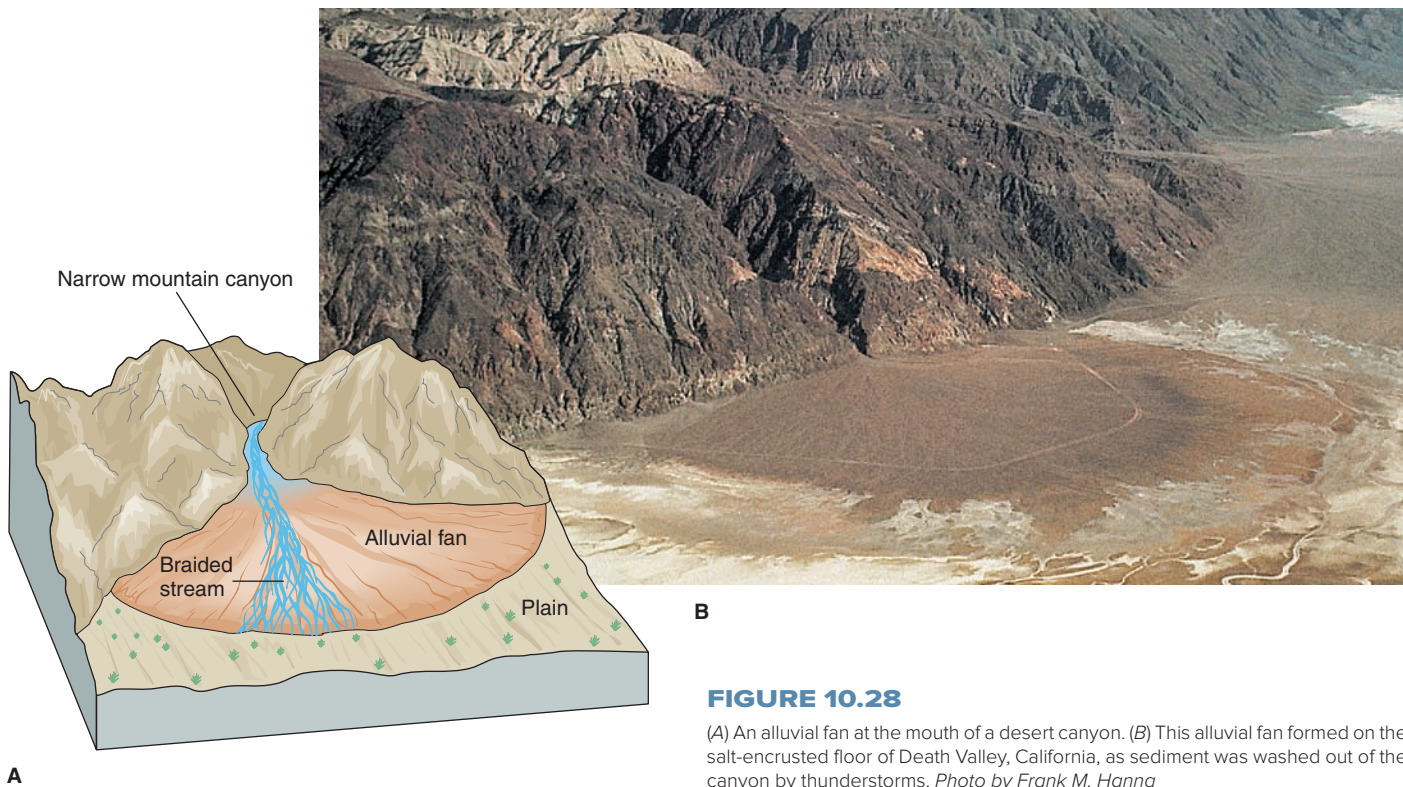 Narrow mountain canyon
Alluvial fan
Braided
stream
Plain
A
B
FIGURE 10.28
(A) An alluvial fan at the mouth of a desert canyon. (B) This alluvial fan formed on the
salt-encrusted floor of Death Valley, California, as sediment was washed out of the
canyon by thunderstorms. Photo by Frank M. Hanna